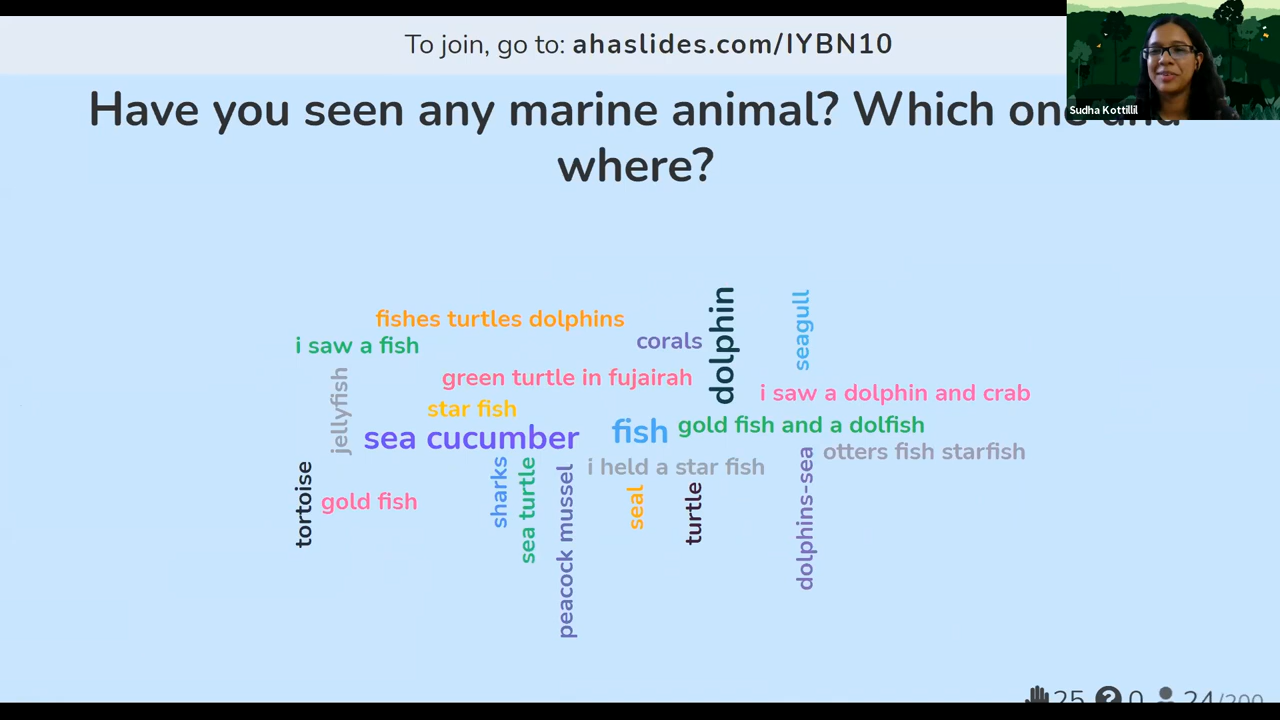 To join, go to: ahaslides.com/IYBN10
Sudha Kottillil
Have you seen any marine animal? Which one and
where?
fishes turtles dolphins
dolphin
seagull
i saw a fish
corals
green turtle in fujairah
jellyfish
i saw a dolphin and crab
star fish
sea cucumber
fish
gold fish and a dolfish
otters fish starfish
i held a star fish
tortoise
gold fish
sharks
sea turtle
peacock mussel
seal
turtle
dolphins-sea
25 0 24/200